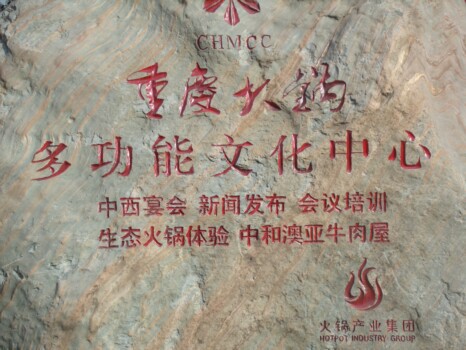 CHMCC
重庆火锅
多功能文化中心
中西宴会 新闻发布 会议培训
生态火锅体验 中和澳亚牛肉屋
火锅产业集团
HOTPOT INDUSTRY GROUP